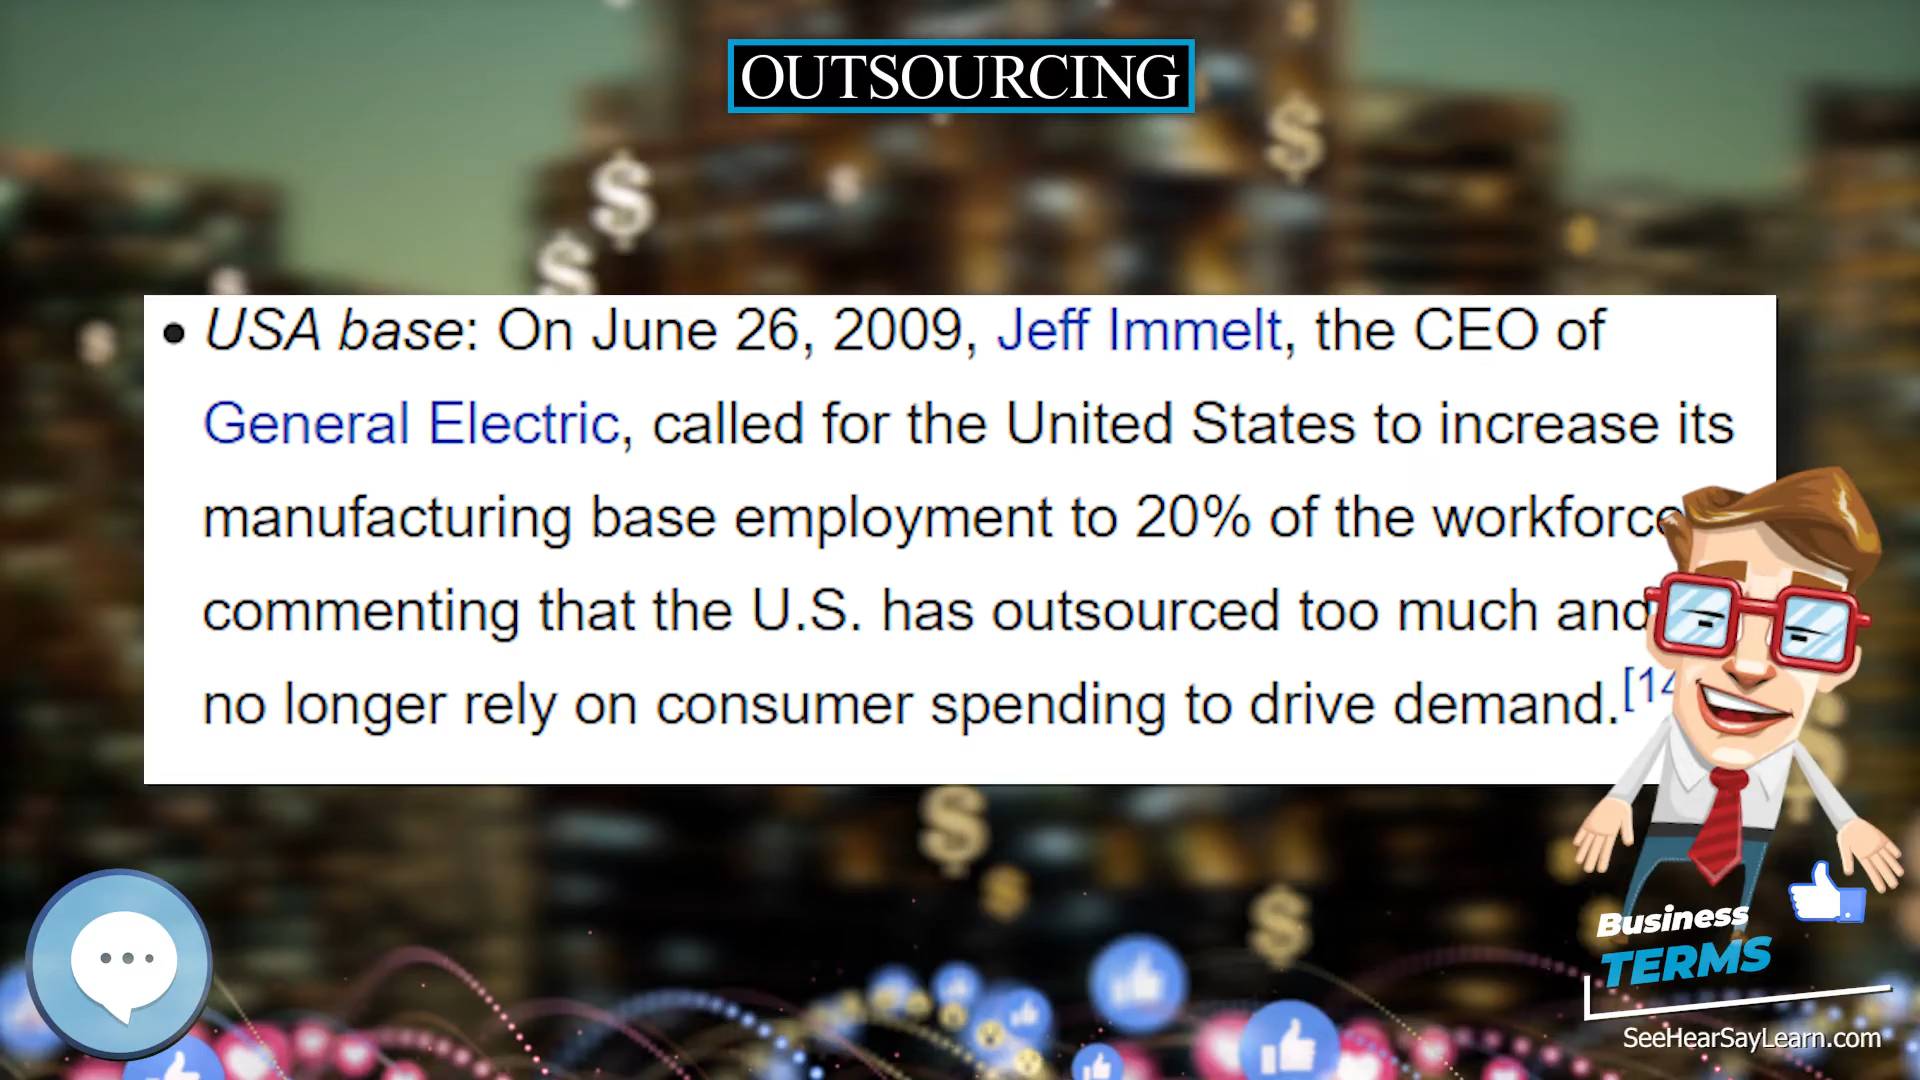 OUTSOURCING
• USA base: On June 26, 2009, Jeff Immelt, the CEO of
General Electric, called for the United States to increase its
manufacturing base employment to 20% of the workforce
commenting that the U.S. has outsourced too much and
no longer rely on consumer spending to drive demand.
Business
TERMS
SeeHearSayLearn.com